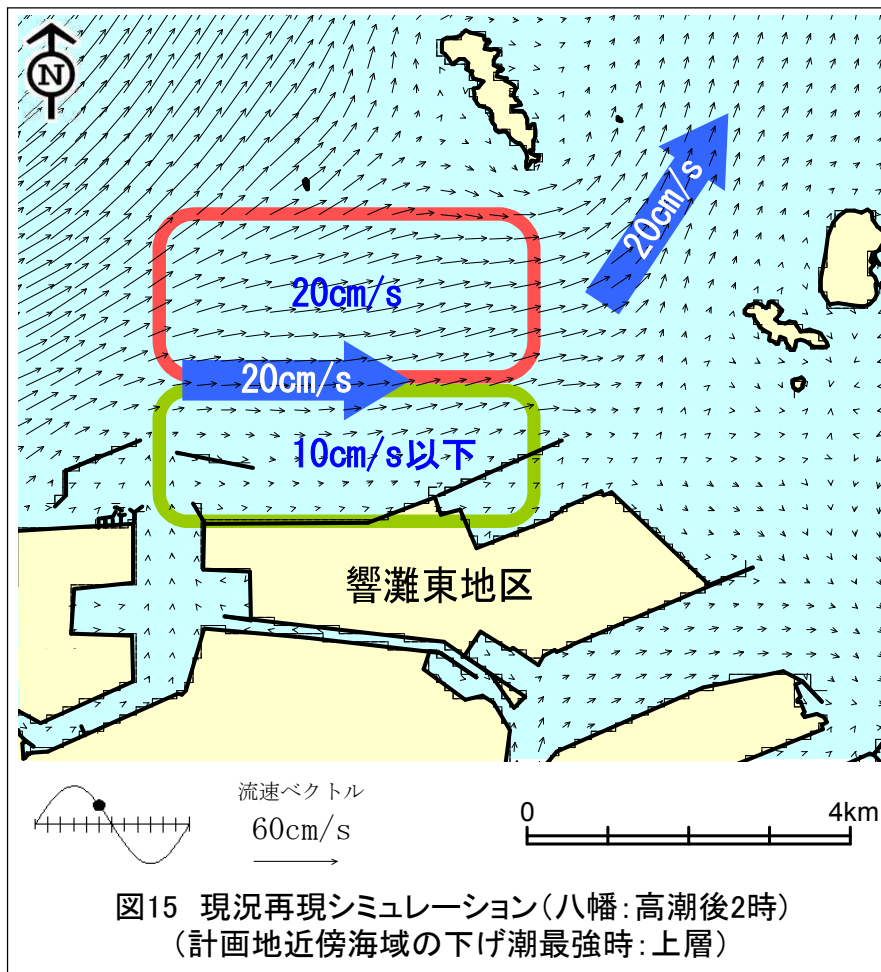 N
20cm/s
20cm/s
20cm/s
10cm/s以下
響灘東地区
流速ベクトル
60cm/s
0 4km
図15 現況再現シミュレーション(八幡:高潮後2時)
(計画地近傍海域の下げ潮最強時:上層)